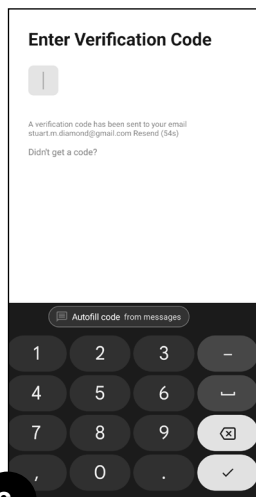 Enter Verification Code
A verification code has been sent to your email
stuart.m.diamond@gmail.com Resend (54s)
Didn't get a code?
Autofill code from messages
1 2 3 –
4 5 6
7 8 9
, 0 .